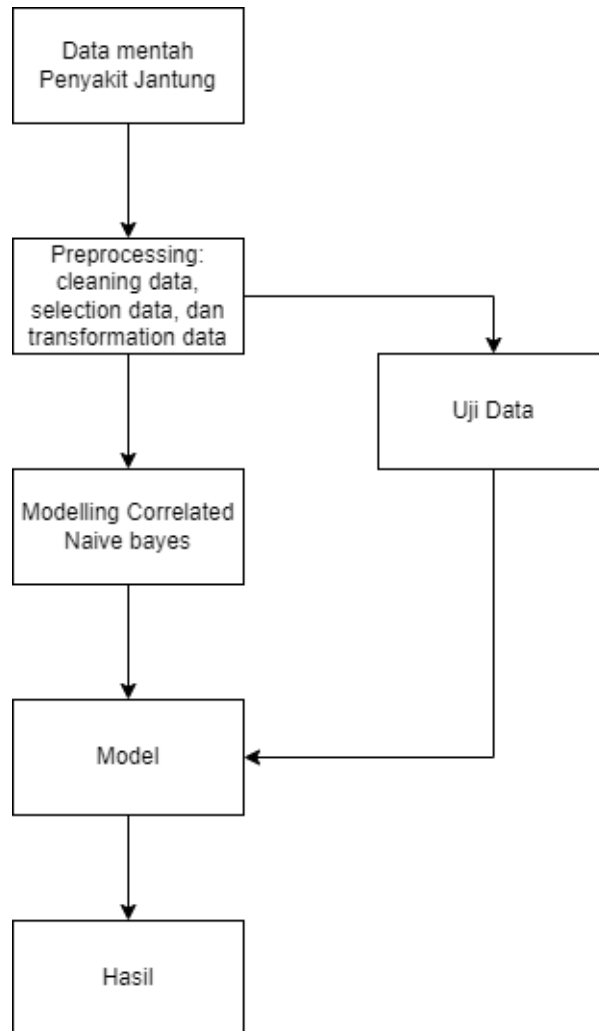 Data mentah
Penyakit Jantung
Preprocessing:
cleaning data,
selection data, dan
transformation data
Uji Data
Modelling Correlated
Naive bayes
Model
Hasil